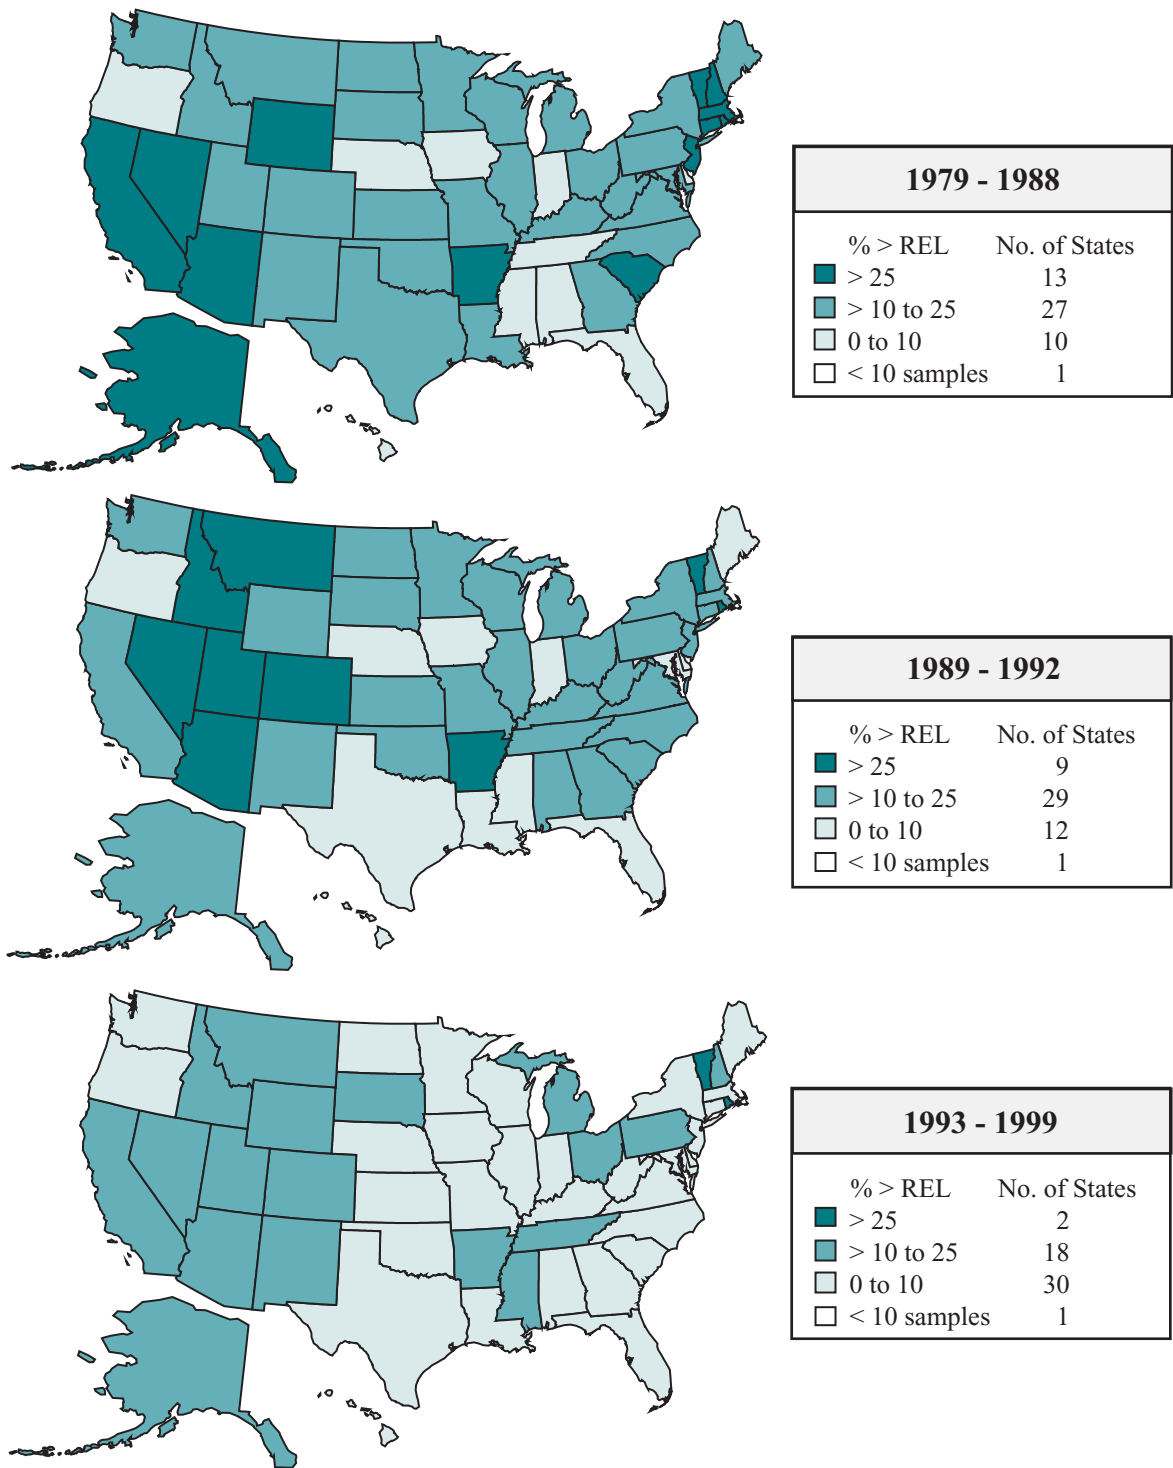 1979 - 1988
% > REL No. of States
> 25 13
> 10 to 25 27
0 to 10 10
< 10 samples 1
1989 - 1992
% > REL No. of States
> 25 9
> 10 to 25 29
0 to 10 12
< 10 samples 1
1993 - 1999
% > REL No. of States
> 25 2
> 10 to 25 18
0 to 10 30
< 10 samples 1